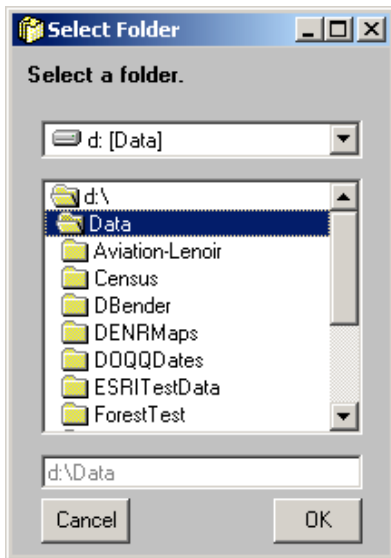 Select Folder
Select a folder.
d: [Data]
d:\
Data
Aviation-Lenoir
Census
DBender
DENRMaps
DOQQDates
ESRITestData
ForestTest
d:\Data
Cancel
OK